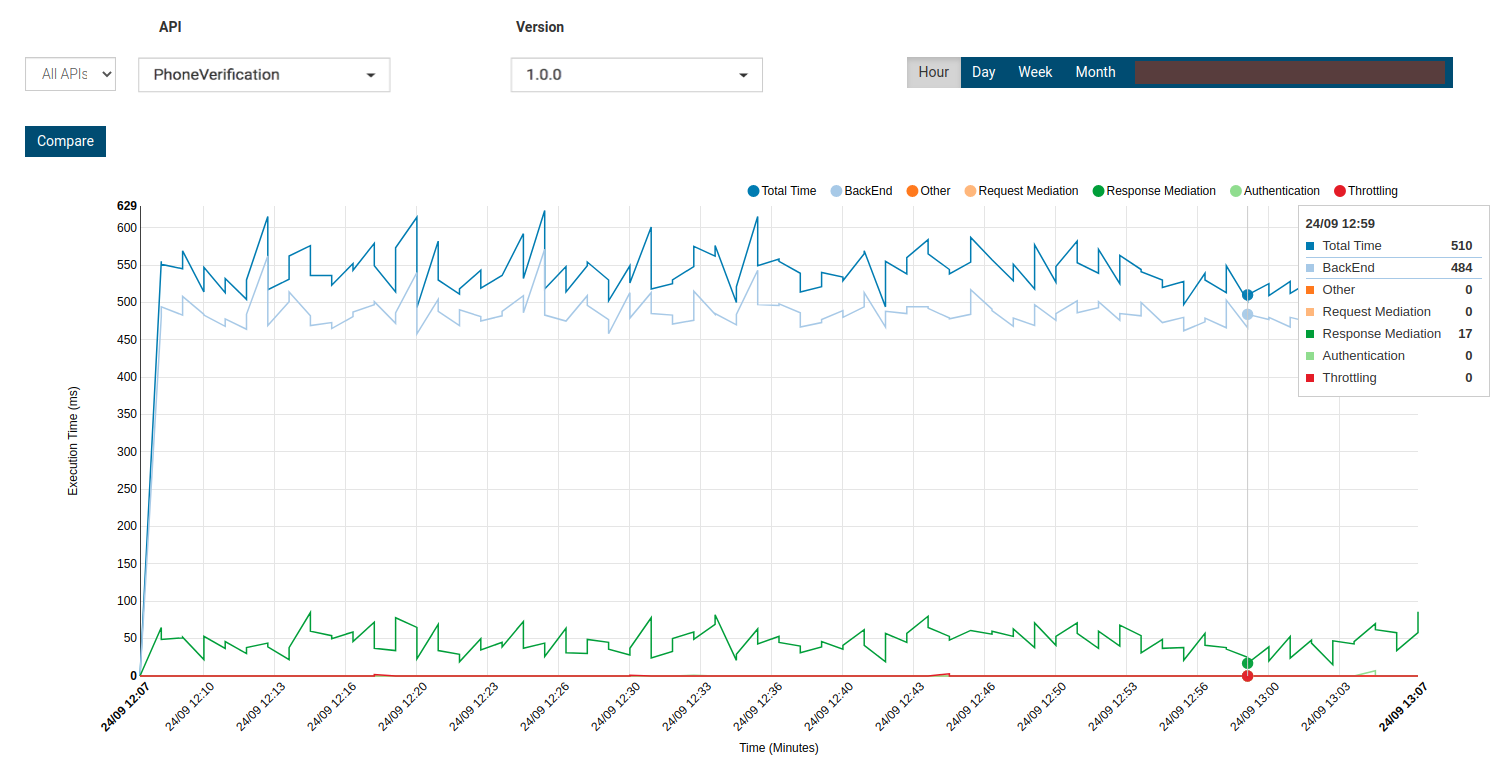 API Version
All APIs PhoneVerification 1.0.0 Hour Day Week Month
Compare
Total Time BackEnd Other Request Mediation Response Mediation Authentication Throttling
629
600
550
500
450
400
350
300
250
200
150
100
50
0
Execution Time (ms)
24/09 12:59
Total Time 510
BackEnd 484
Other 0
Request Mediation 0
Response Mediation 17
Authentication 0
Throttling 0
24/09 12:07 24/09 12:10 24/09 12:13 24/09 12:16 24/09 12:20 24/09 12:23 24/09 12:26 24/09 12:30 24/09 12:33 24/09 12:36 24/09 12:40 24/09 12:43 24/09 12:46 24/09 12:50 24/09 12:53 24/09 12:56 24/09 13:00 24/09 13:03 24/09 13:07
Time (Minutes)